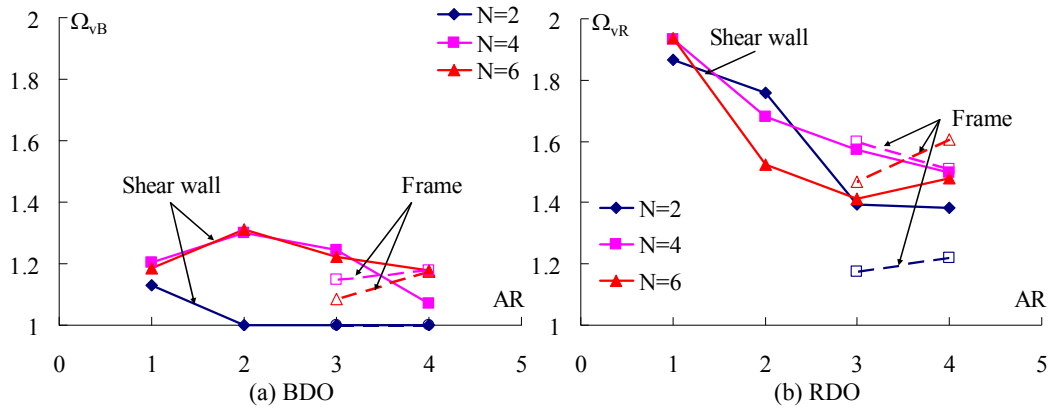 Ω_vB
2
1.8
1.6
1.4
1.2
1
0 1 2 3 4 5
N=2
N=4
N=6
Shear wall
Frame
AR
(a) BDO
Ω_vR
2
1.8
1.6
1.4
1.2
1
0 1 2 3 4 5
Shear wall
Frame
N=2
N=4
N=6
AR
(b) RDO